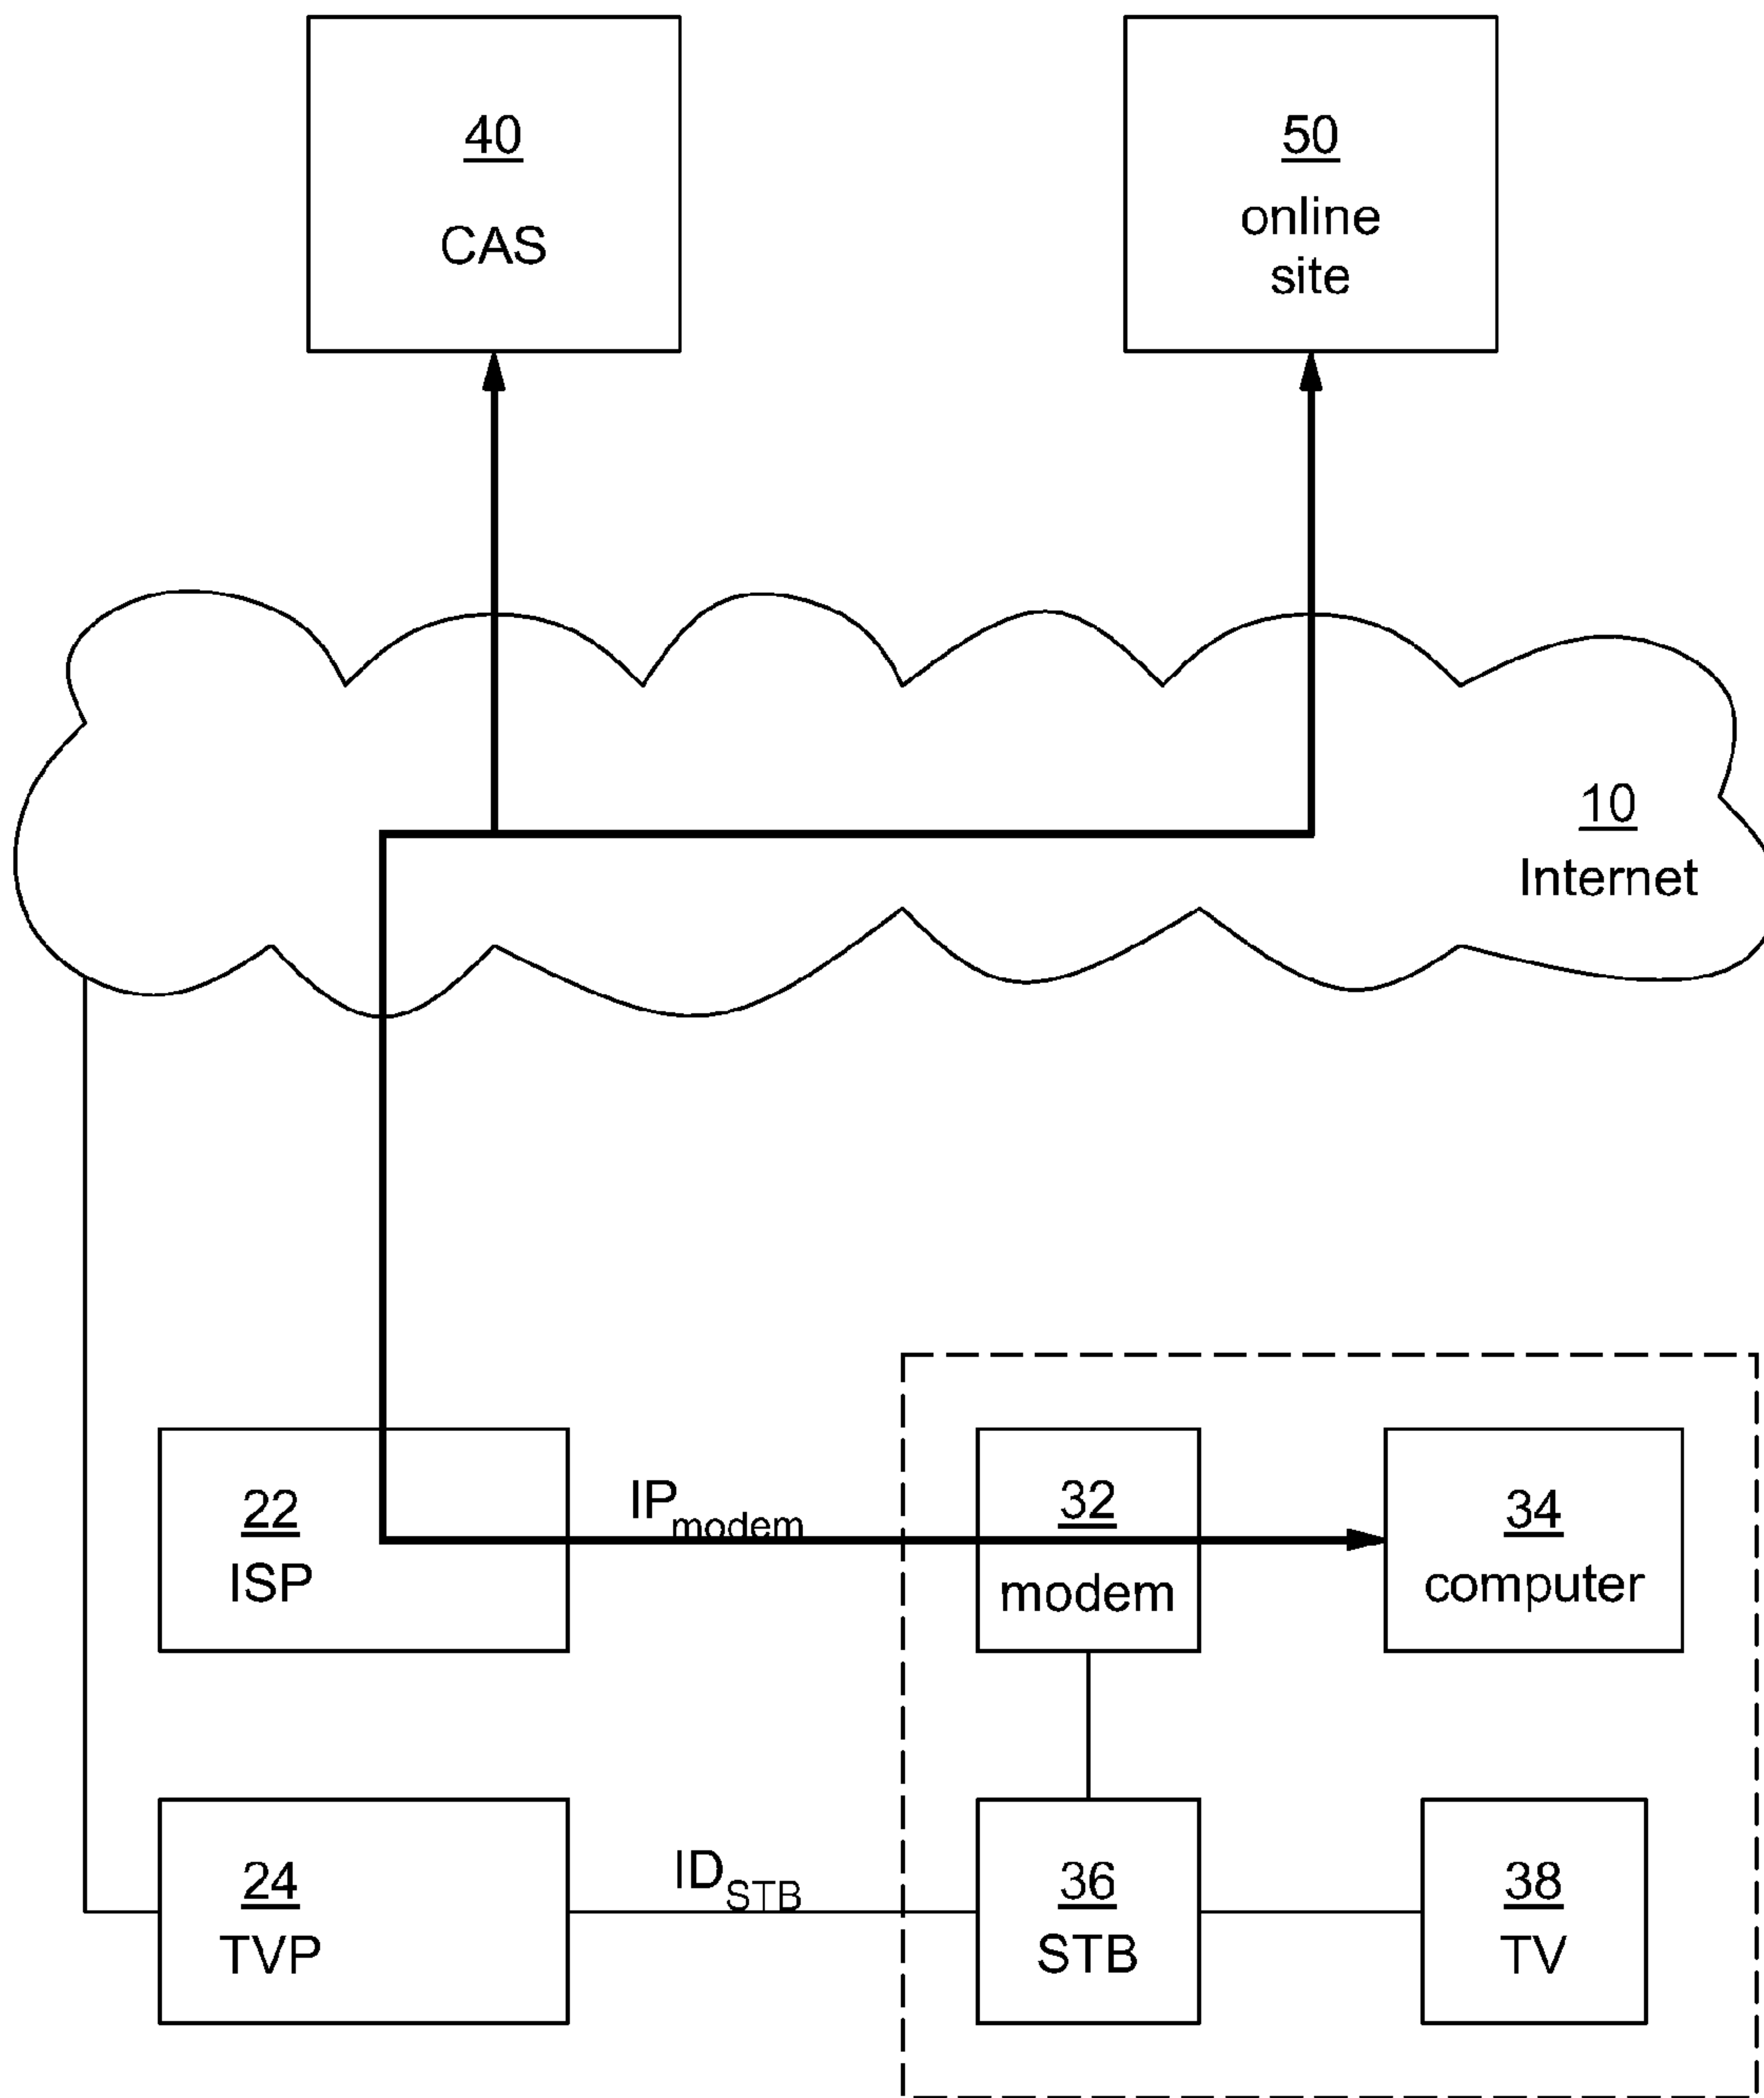 40
CAS
50
online
site
10
Internet
22
ISP
IPmodem
32
modem
34
computer
24
TVP
IDSTB
36
STB
38
TV